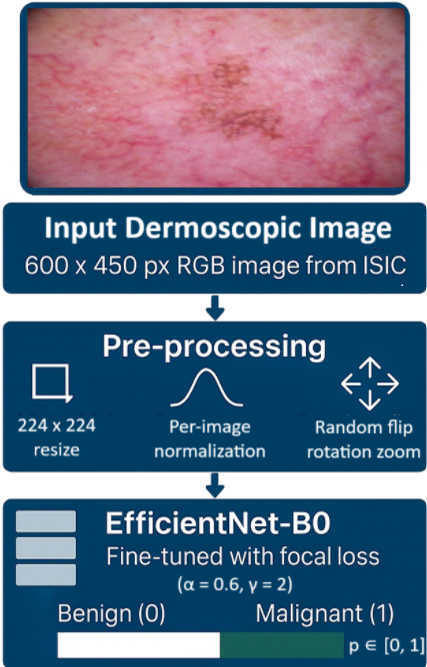 Input Dermoscopic Image
600 x 450 px RGB image from ISIC
Pre-processing
224 x 224
resize
Per-image
normalization
Random flip
rotation zoom
EfficientNet-B0
Fine-tuned with focal loss
(α = 0.6, γ = 2)
Benign (0)
Malignant (1)
p ∈ [0, 1]